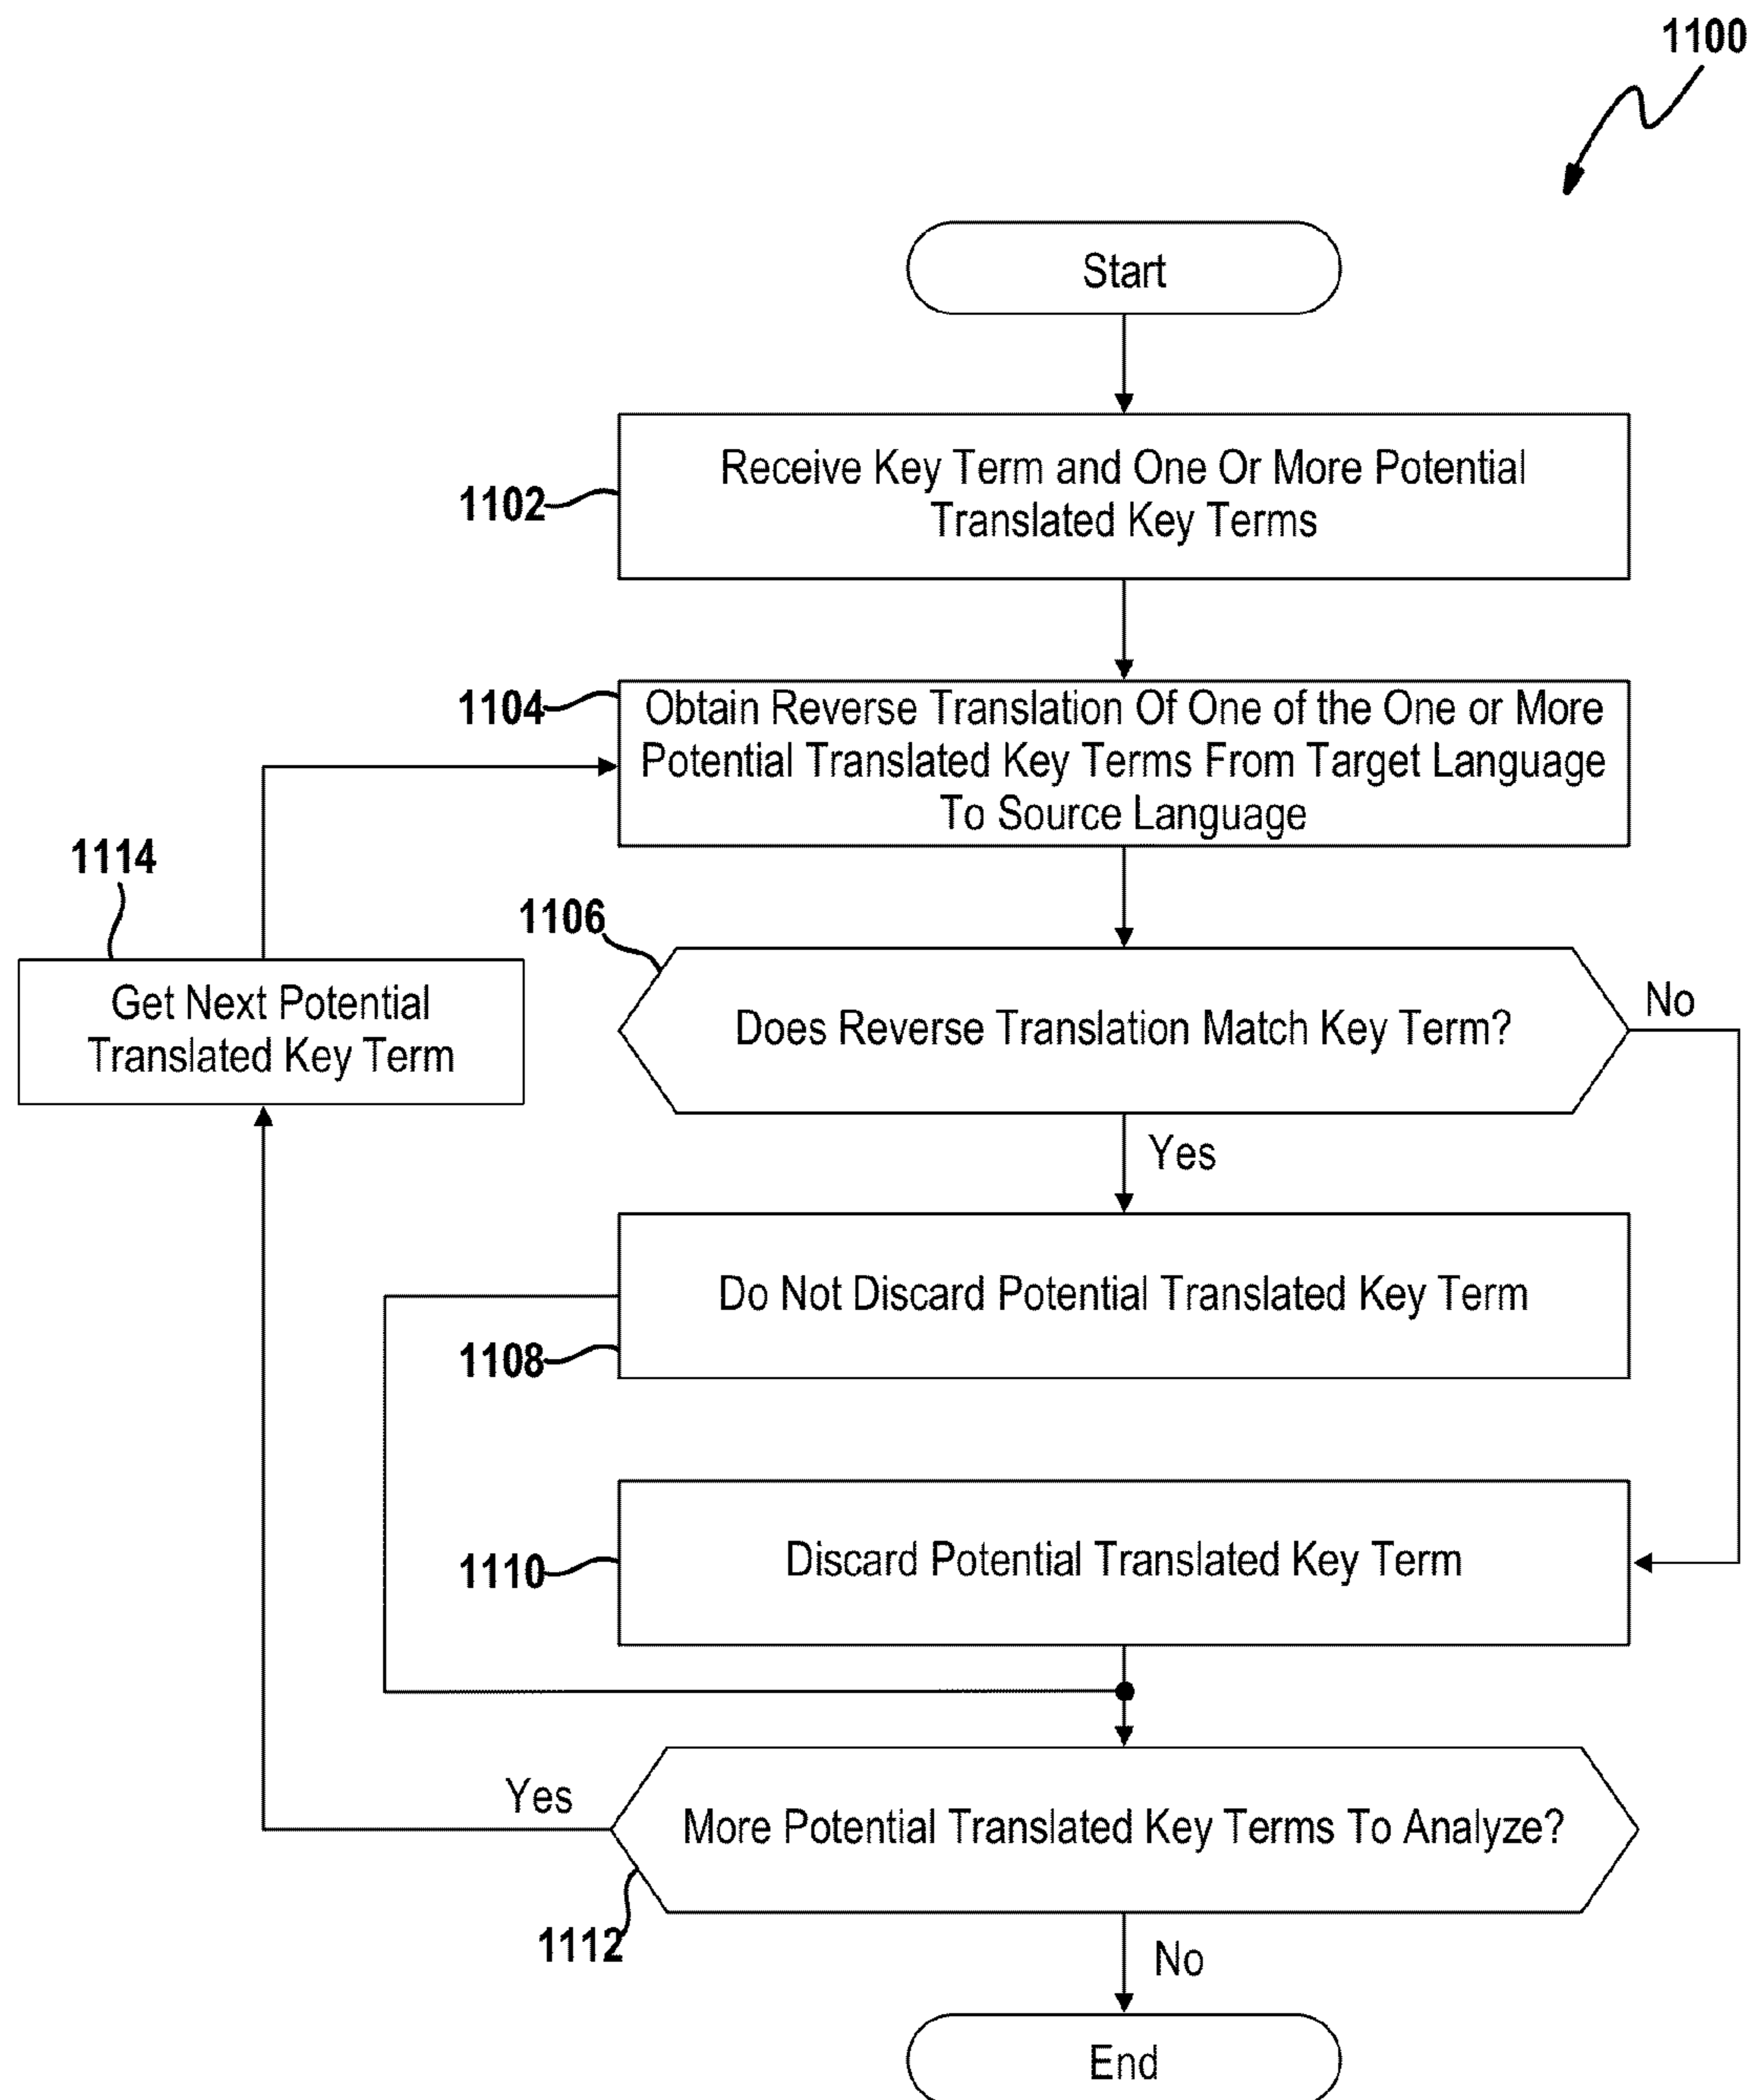 1100
Start
Receive Key Term and One Or More Potential
Translated Key Terms
1102
1104
Obtain Reverse Translation Of One of the One or More
Potential Translated Key Terms From Target Language
To Source Language
1114
Get Next Potential
Translated Key Term
1106
Does Reverse Translation Match Key Term?
No
Yes
Do Not Discard Potential Translated Key Term
1108
Discard Potential Translated Key Term
1110
Yes
More Potential Translated Key Terms To Analyze?
1112
No
End